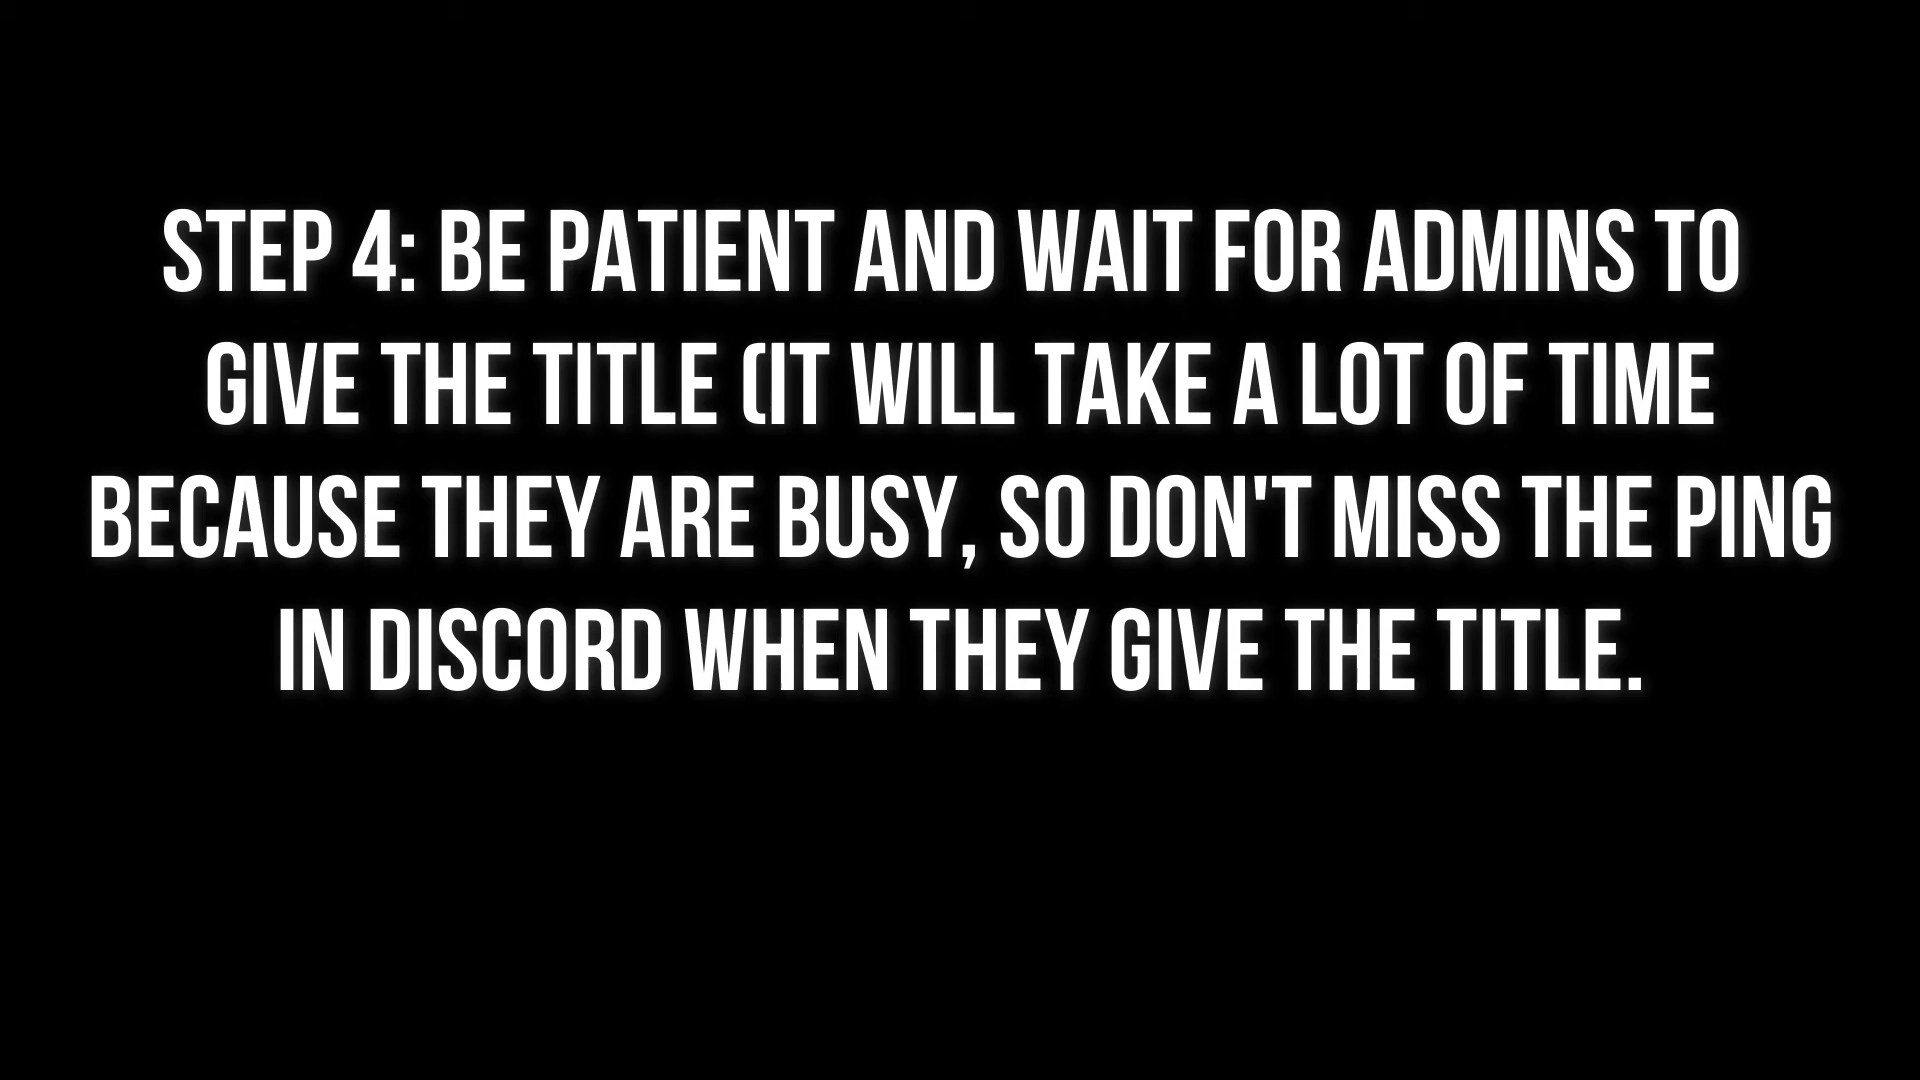 STEP 4: BE PATIENT AND WAIT FOR ADMINS TO
GIVE THE TITLE (IT WILL TAKE A LOT OF TIME
BECAUSE THEY ARE BUSY, SO DON'T MISS THE PING
IN DISCORD WHEN THEY GIVE THE TITLE.